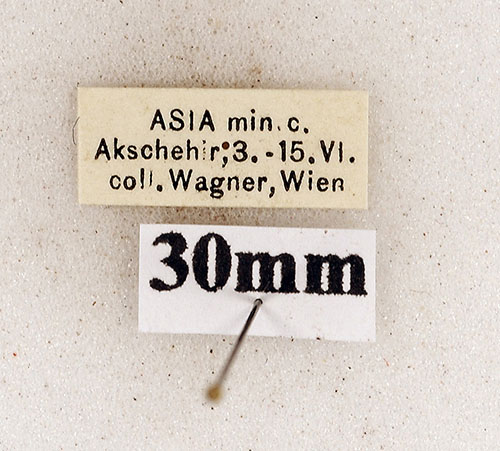 ASIA min. c.
Akschehir; 3.-15. VI.
coll. Wagner, Wien
30mm